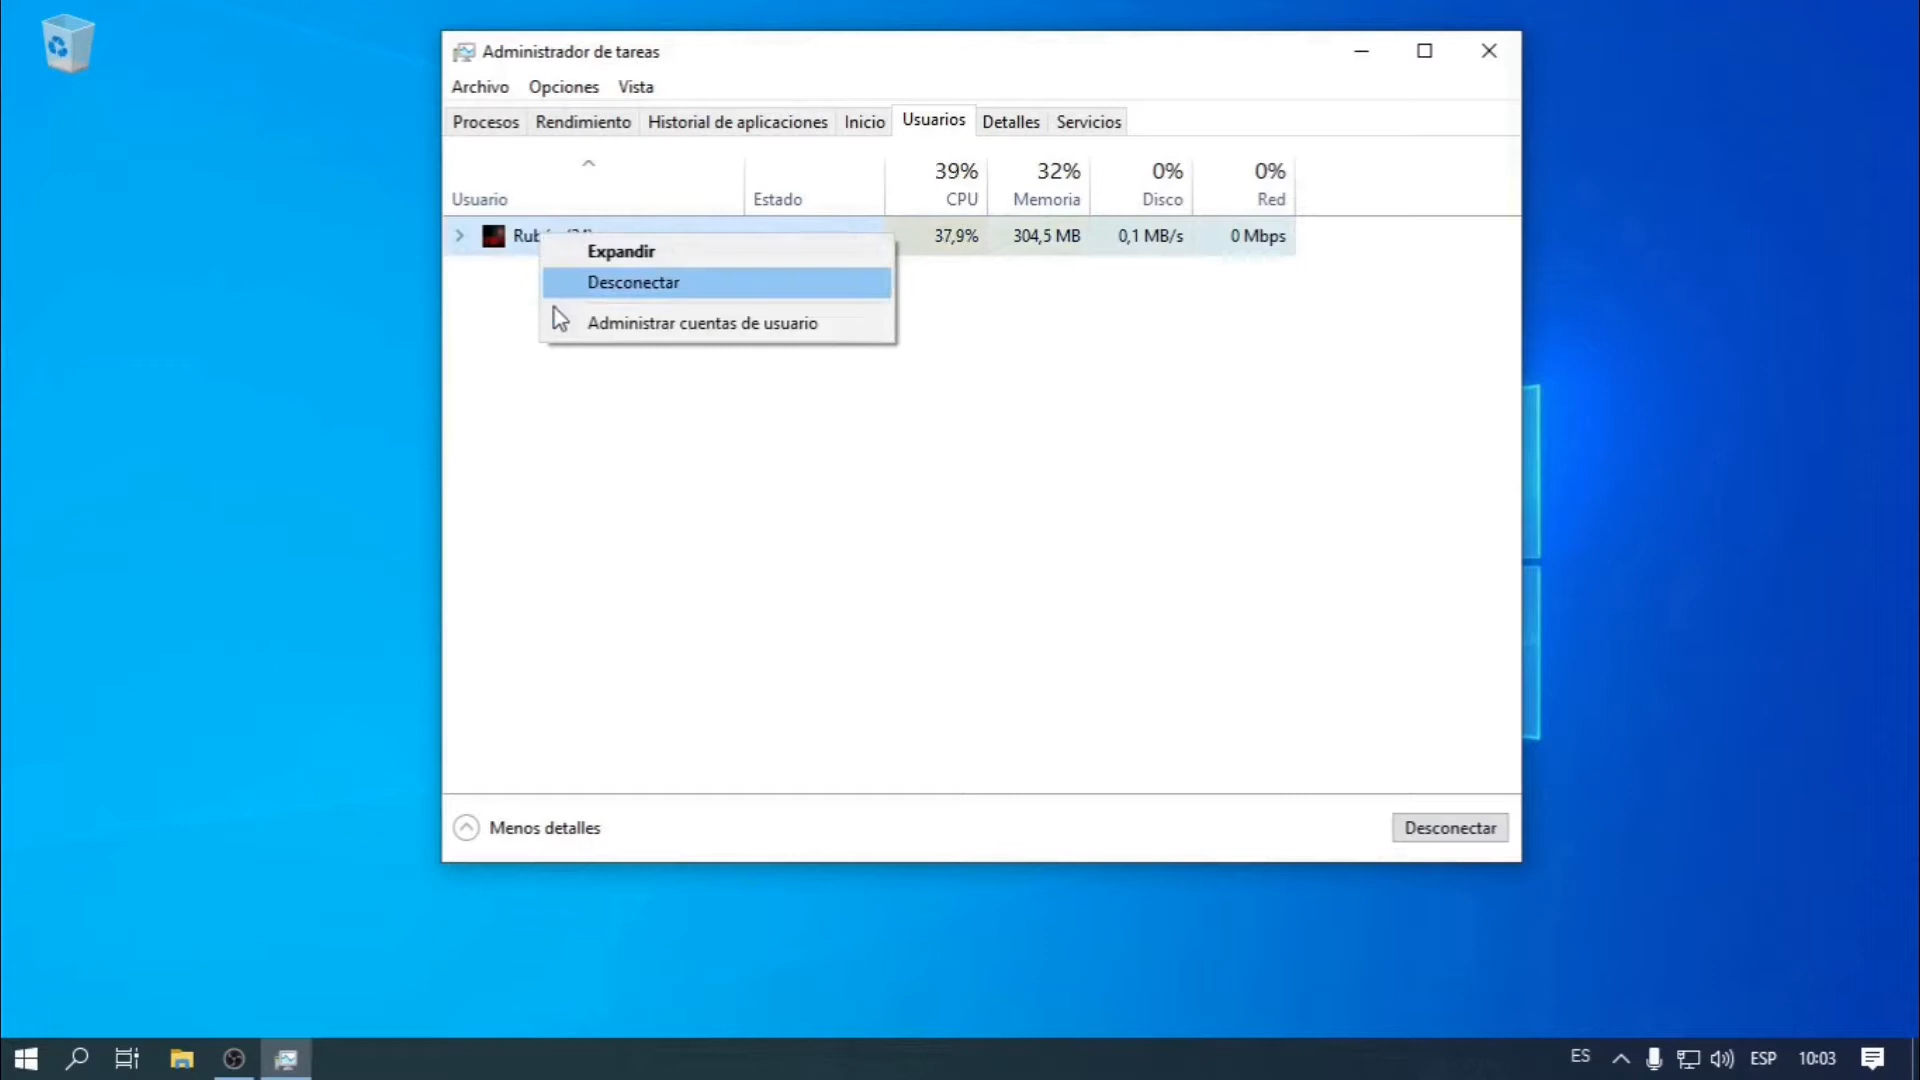 Administrador de tareas
Archivo Opciones Vista
Procesos Rendimiento Historial de aplicaciones Inicio Usuarios Detalles Servicios
39% 32% 0% 0%
Usuario Estado CPU Memoria Disco Red
37,9% 304,5 MB 0,1 MB/s 0 Mbps
Expandir
Desconectar
Administrar cuentas de usuario
Menos detalles Desconectar
ES ESP 10:03